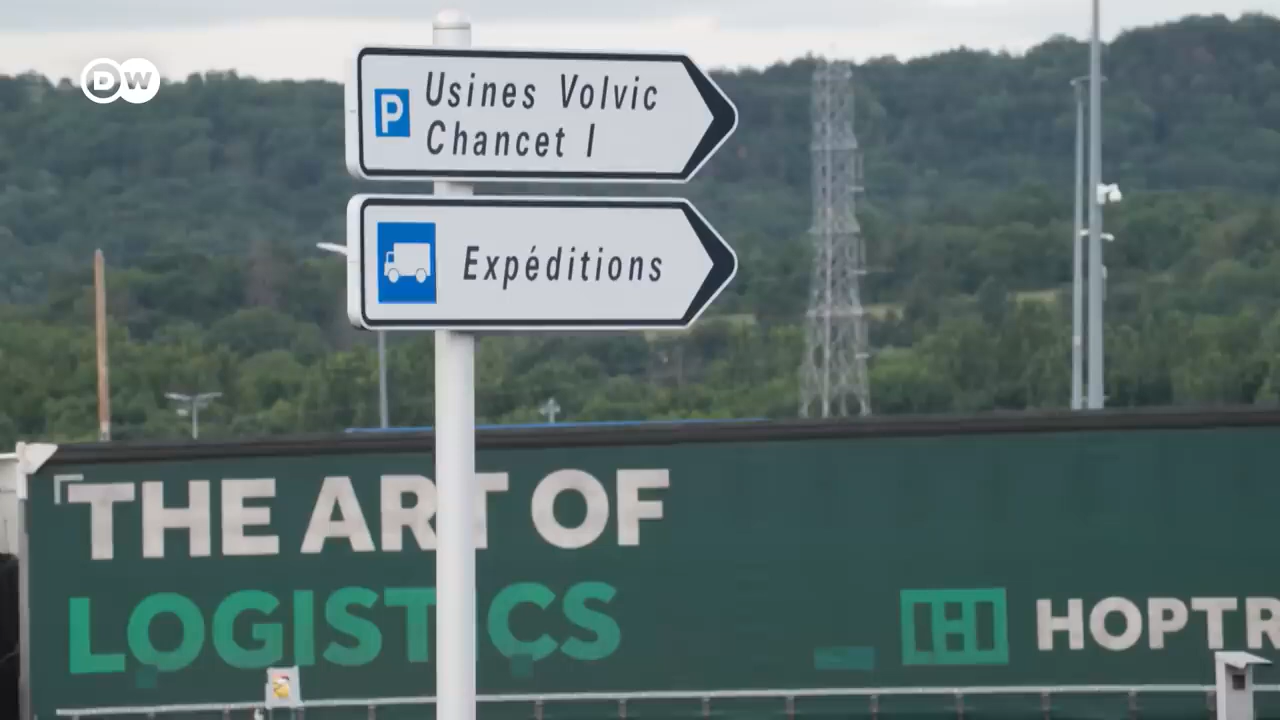 DW
P
Usines Volvic
Chancet I
Expéditions
THE ART OF
LOGISTICS
HOPTR